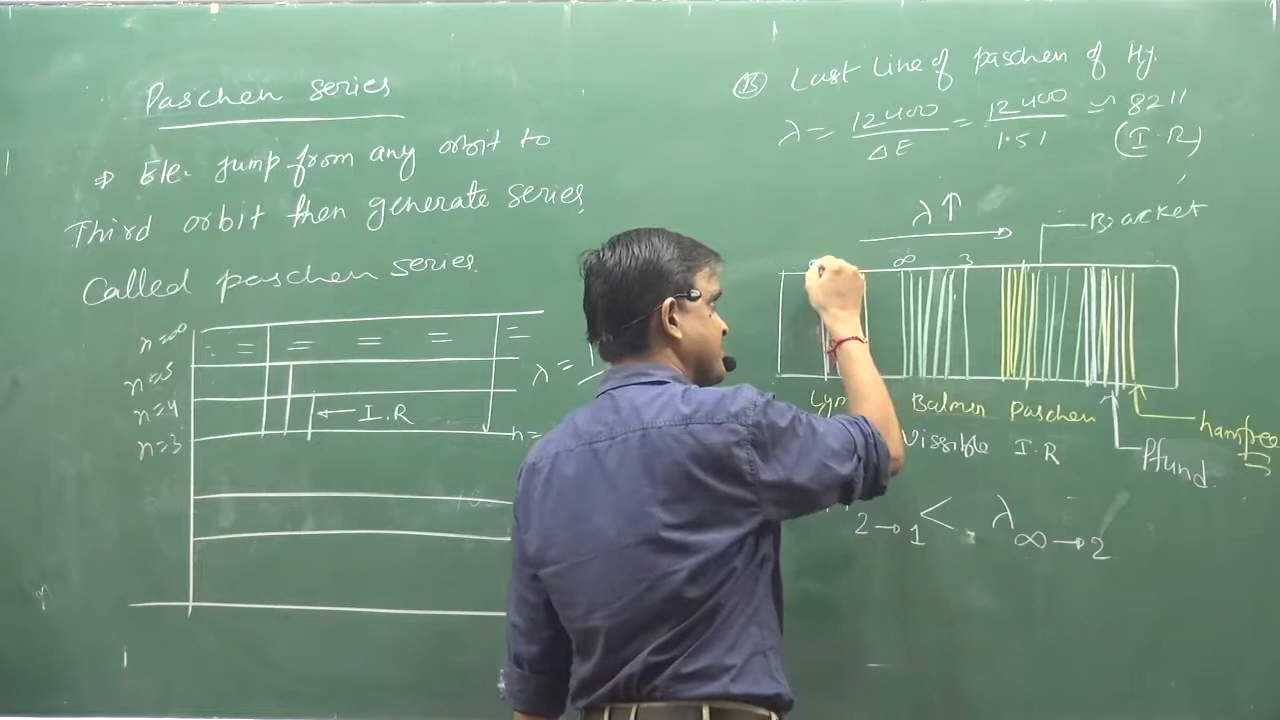 Paschen series
⇒ Ele. Jump from any orbit to
Third orbit then generate series
Called paschen series.
n=∞
n=5
n=4
n=3
← I.R
λ =
n=
(B) Last Line of paschen of Hy.
λ = 12400/ΔE = 12400/1.51 ≃ 8211
(I.R)
λ↑
Bracket
∞ 3
Balmer Paschen
Vissible I.R
hamfrea
Pfund
2→1 < λ ∞→2